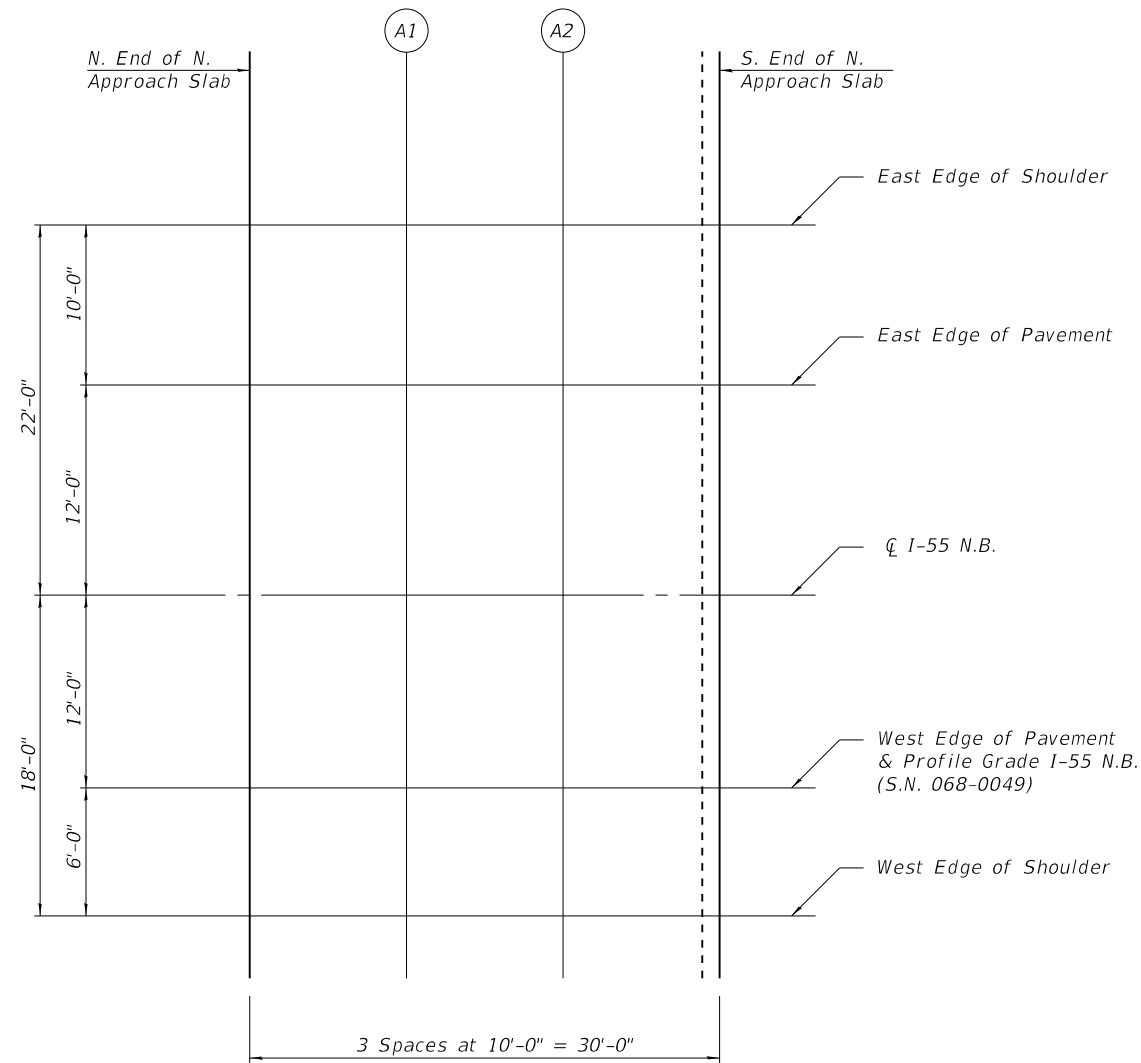 A1
A2
N. End of N.
Approach Slab
S. End of N.
Approach Slab
East Edge of Shoulder
10'-0"
East Edge of Pavement
22'-0"
12'-0"
℄ I-55 N.B.
12'-0"
18'-0"
West Edge of Pavement
& Profile Grade I-55 N.B.
(S.N. 068-0049)
6'-0"
West Edge of Shoulder
3 Spaces at 10'-0" = 30'-0"